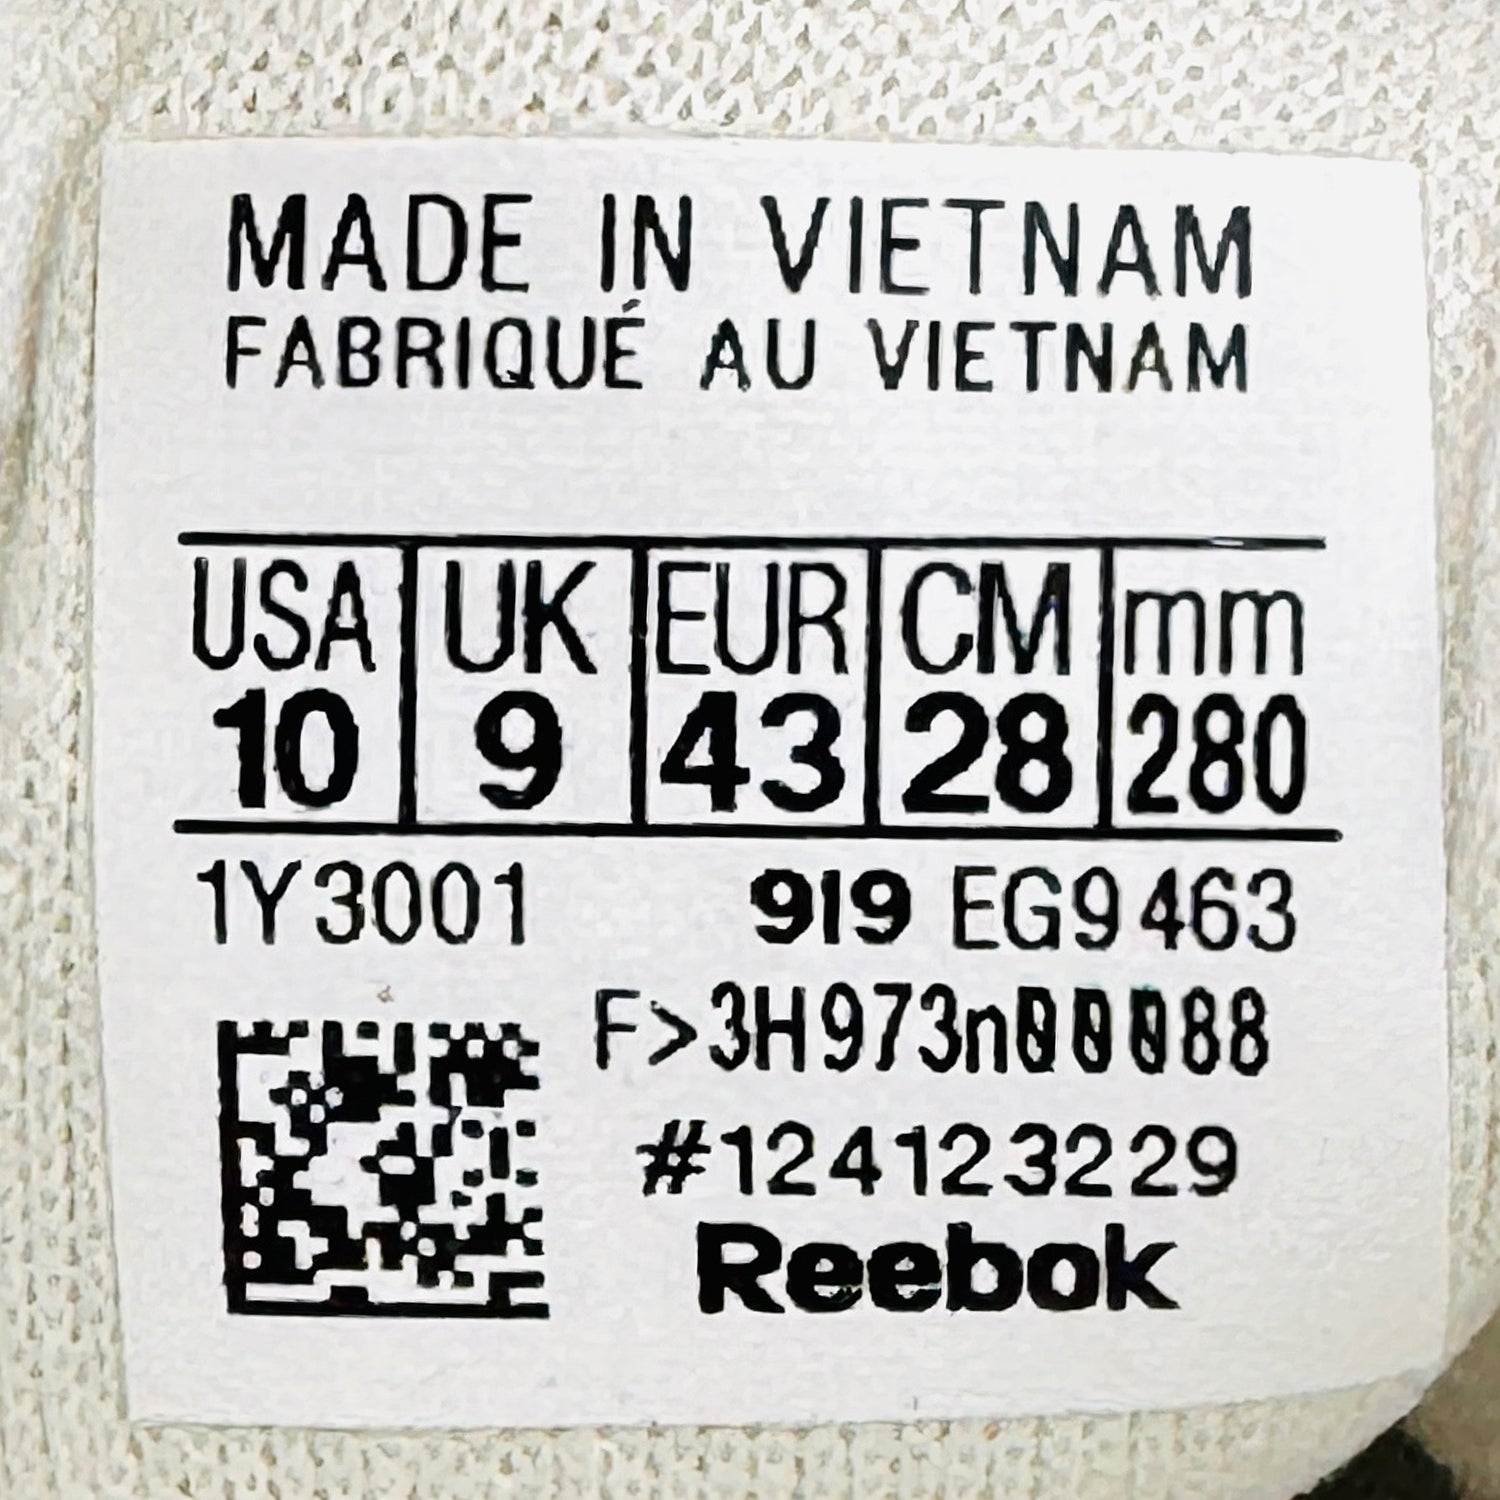 MADE IN VIETNAM
FABRIQUÉ AU VIETNAM
USA UK EUR CM mm
10 9 43 28 280
1Y3001 919 EG9463
#124123229
Reebok